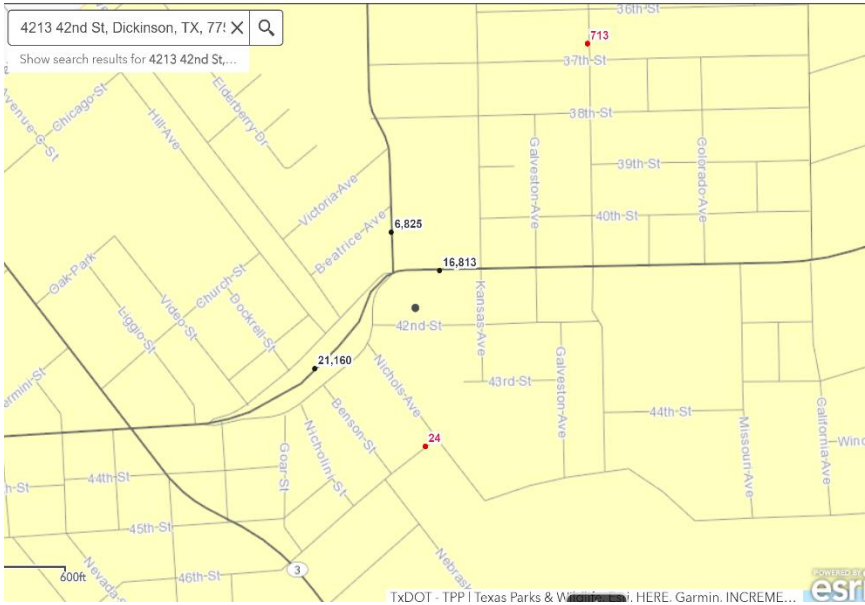 4213 42nd St, Dickinson, TX, 77
Show search results for 4213 42nd St,...
36th-St
713
37th-St
Elderberry-Dr
Chicago-St
Hill-Ave
38th-St
Galveston-Ave
Colorado-Ave
39th-St
Victoria-Ave
Beatrice-Ave
6,825
40th-St
16,813
Oak-Park
Church-St
Video-St
Dockrell-St
Liggio-St
Kansas-Ave
42nd-St
21,160
Nichols-Ave
Galveston-Ave
43rd-St
Benson-St
44th-St
Missouri-Ave
California-Ave
24
Goar-St
Nicholini-St
44th-St
45th-St
46th-St
3
Nevada-S
Nebrask
600ft
POWERED BY
esri
TxDOT - TPP | Texas Parks & Wildlife, Esri, HERE, Garmin, INCREME...